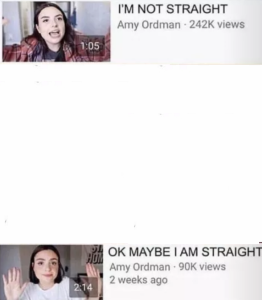 I'M NOT STRAIGHT
Amy Ordman · 242K views
1:05
OK MAYBE I AM STRAIGHT
Amy Ordman · 90K views
2 weeks ago
2:14